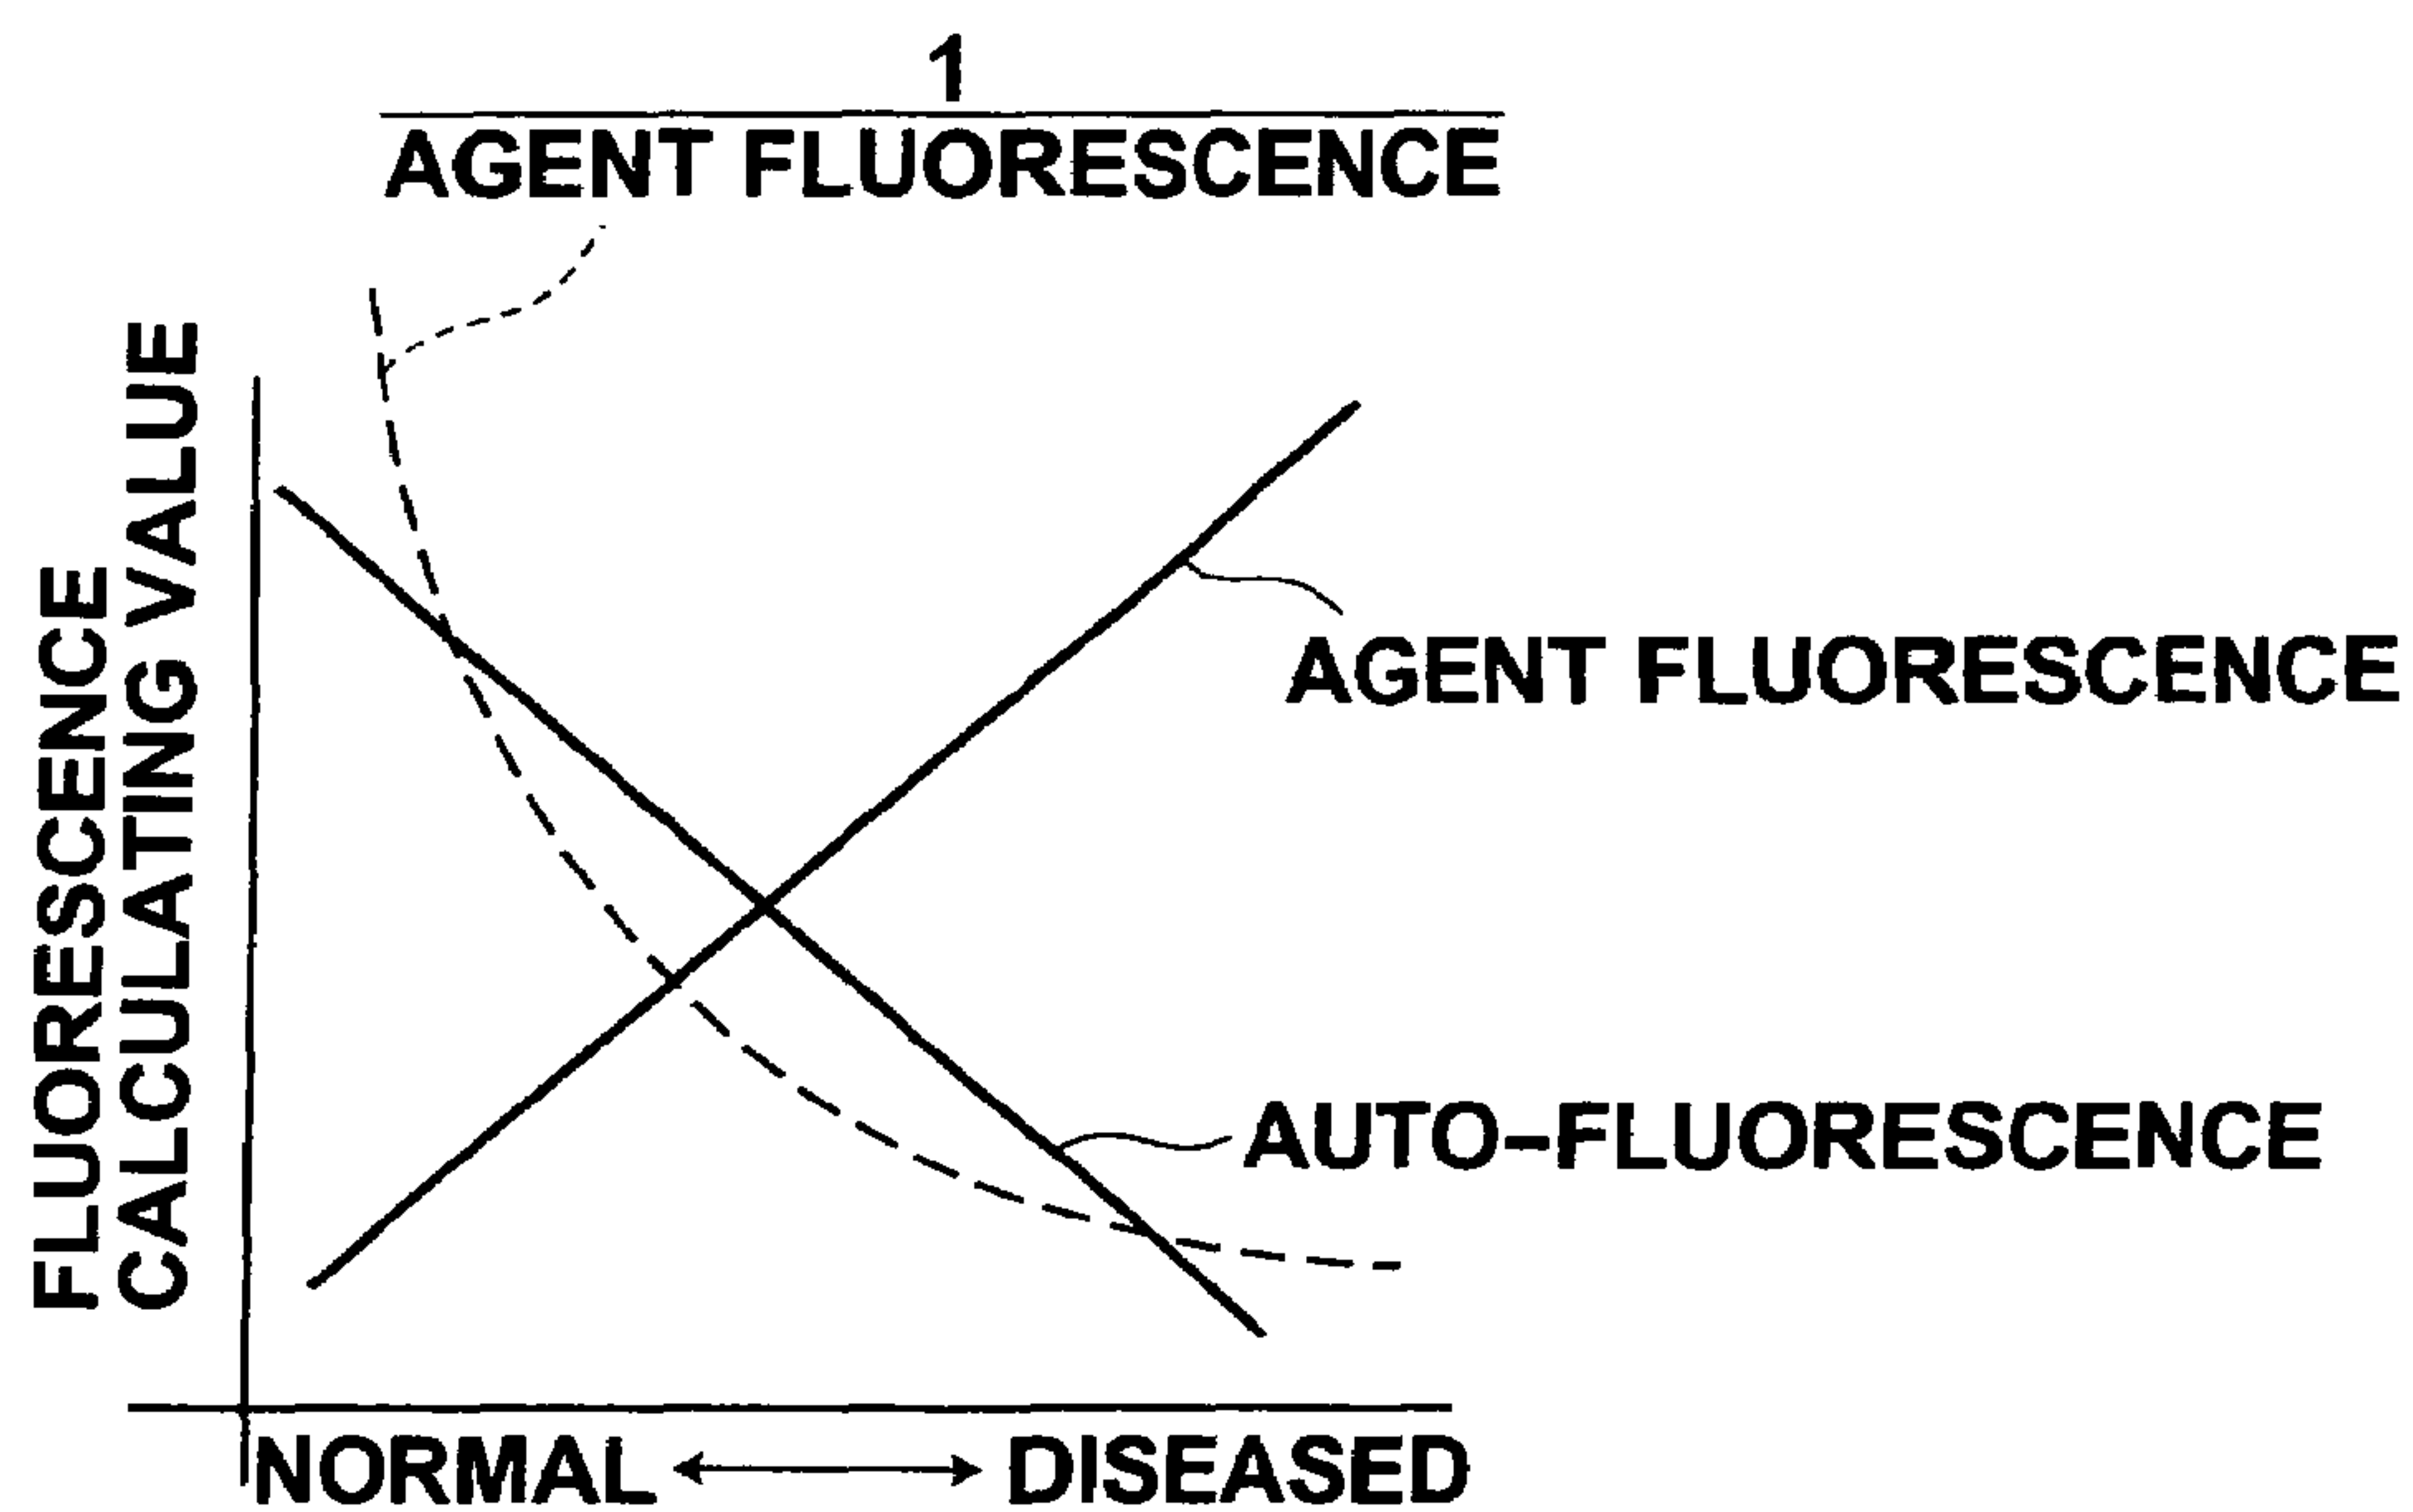 1
AGENT FLUORESCENCE
FLUORESCENCE
CALCULATING VALUE
AGENT FLUORESCENCE
AUTO-FLUORESCENCE
NORMAL
DISEASED